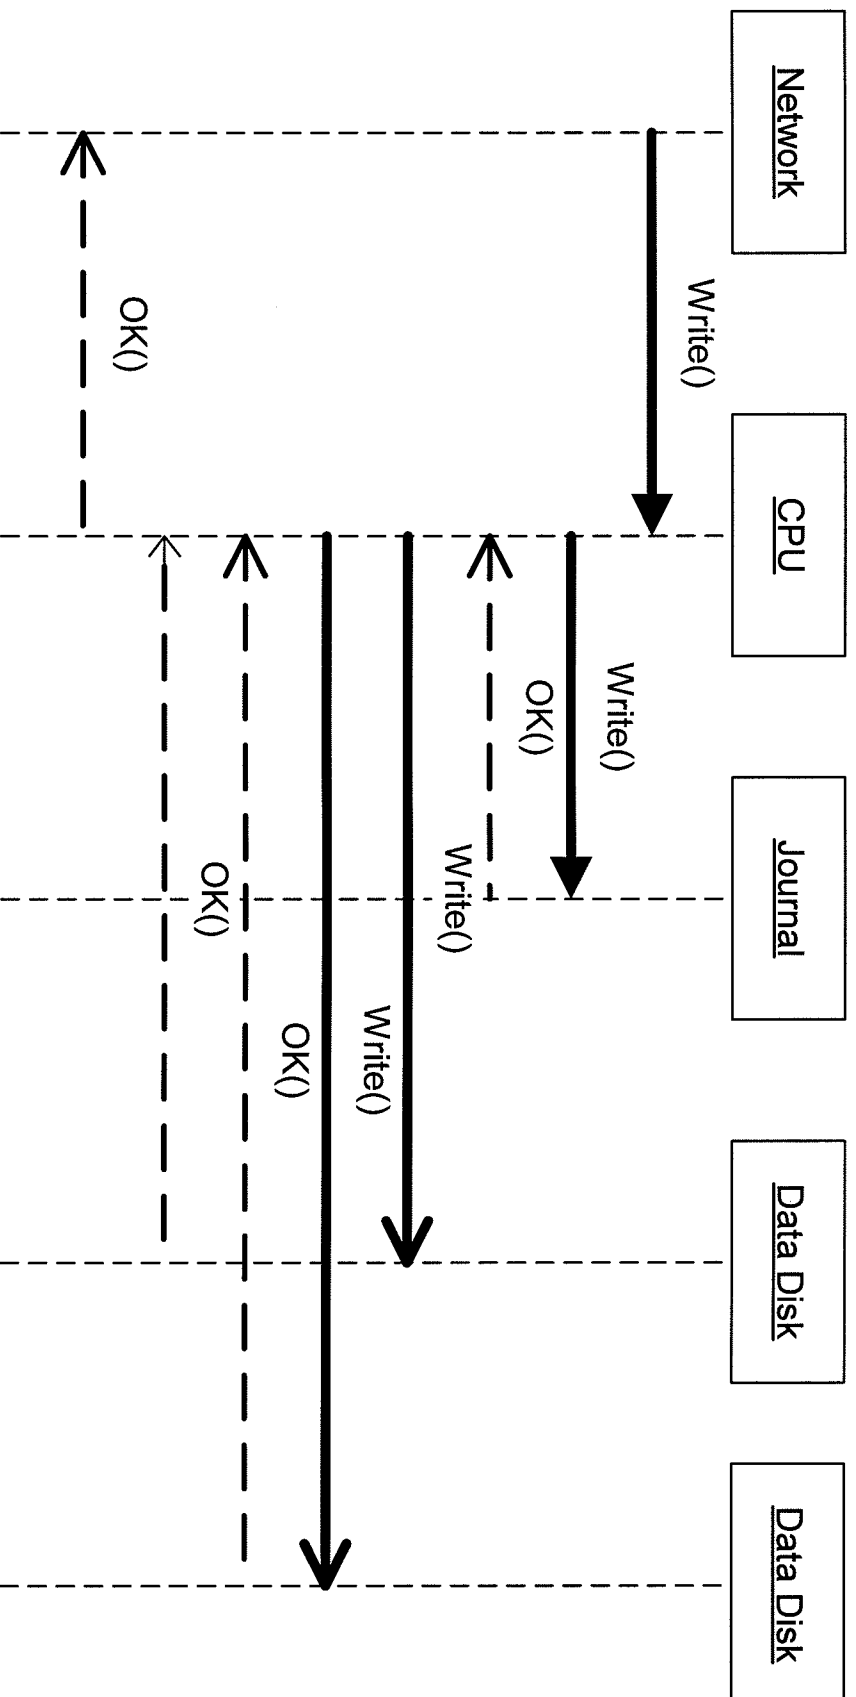 Network
CPU
Journal
Data Disk
Data Disk
Write()
Write()
OK()
Write()
Write()
OK()
OK()
OK()